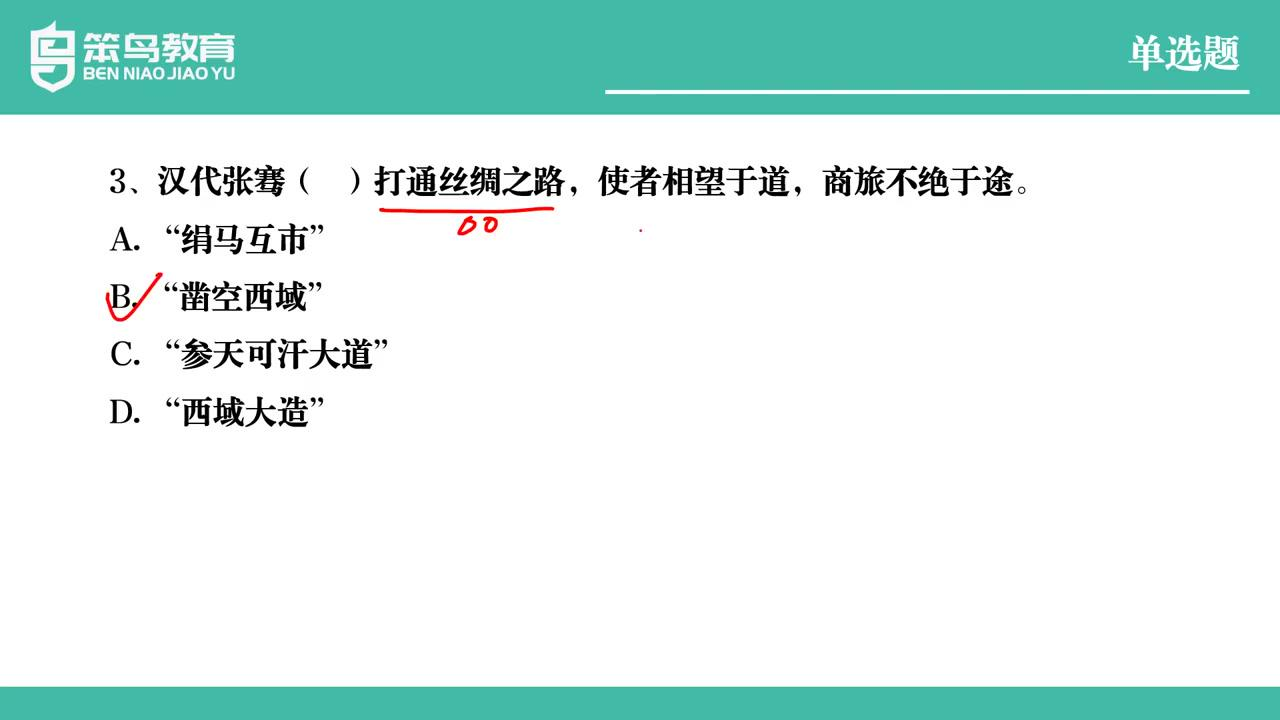 笨鸟教育
BEN NIAO JIAO YU
单选题
3、汉代张骞（ ）打通丝绸之路，使者相望于道，商旅不绝于途。
A. “绢马互市”
B. “凿空西域”
C. “参天可汗大道”
D. “西域大造”